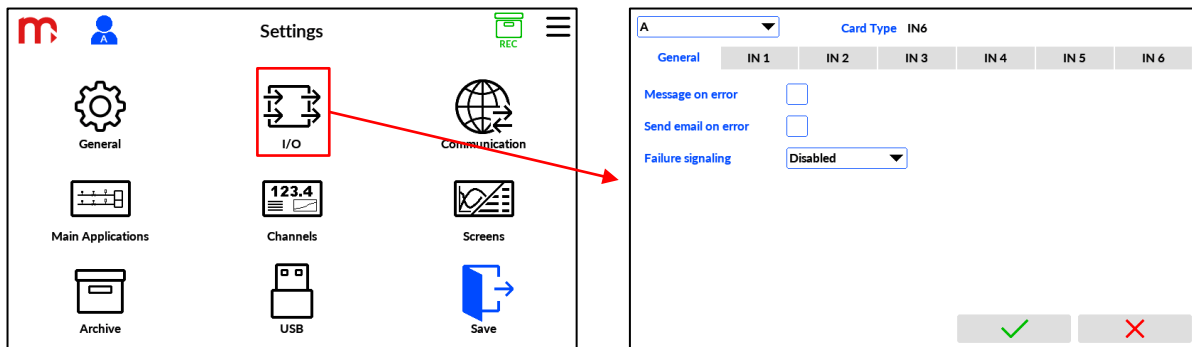 m
A
Settings
REC
General
I/O
Communication
123.4
Main Applications
Channels
Screens
Archive
USB
Save
A
Card Type IN6
General IN 1 IN 2 IN 3 IN 4 IN 5 IN 6
Message on error
Send email on error
Failure signaling Disabled